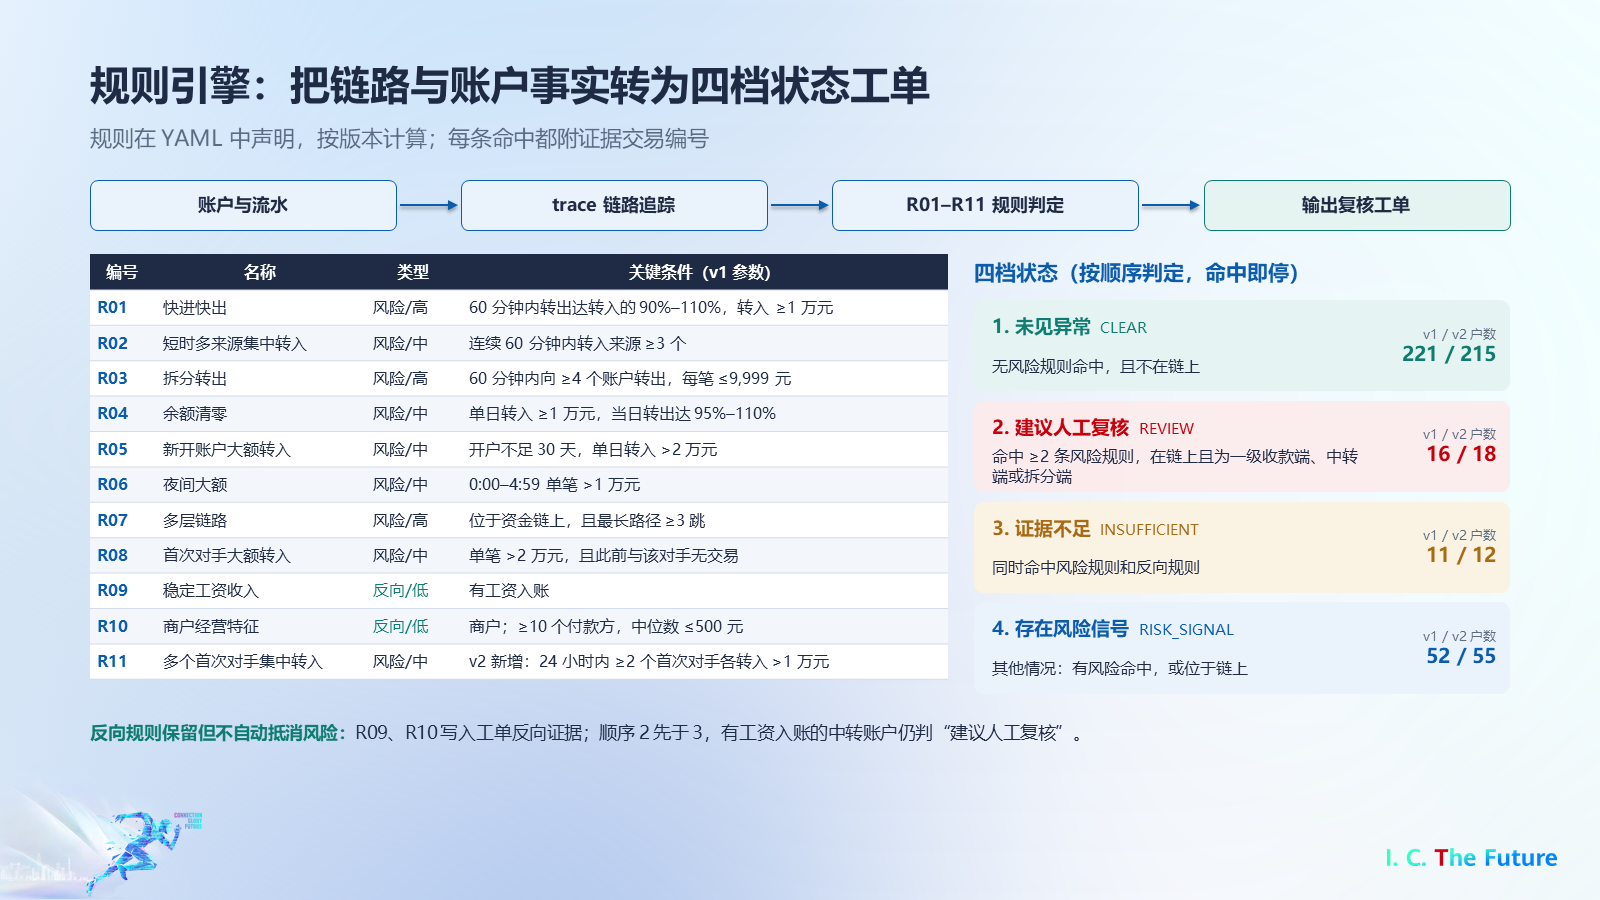 规则引擎：把链路与账户事实转为四档状态工单
规则在 YAML 中声明，按版本计算；每条命中都附证据交易编号
账户与流水
trace 链路追踪
R01–R11 规则判定
输出复核工单
编号 名称 类型 关键条件（v1 参数）
R01 快进快出 风险/高 60 分钟内转出达转入的 90%–110%，转入 ≥1 万元
R02 短时多来源集中转入 风险/中 连续 60 分钟内转入来源 ≥3 个
R03 拆分转出 风险/高 60 分钟内向 ≥4 个账户转出，每笔 ≤9,999 元
R04 余额清零 风险/中 单日转入 ≥1 万元，当日转出达 95%–110%
R05 新开账户大额转入 风险/中 开户不足 30 天，单日转入 >2 万元
R06 夜间大额 风险/中 0:00–4:59 单笔 >1 万元
R07 多层链路 风险/高 位于资金链上，且最长路径 ≥3 跳
R08 首次对手大额转入 风险/中 单笔 >2 万元，且此前与该对手无交易
R09 稳定工资收入 反向/低 有工资入账
R10 商户经营特征 反向/低 商户；≥10 个付款方，中位数 ≤500 元
R11 多个首次对手集中转入 风险/中 v2 新增：24 小时内 ≥2 个首次对手各转入 >1 万元
四档状态（按顺序判定，命中即停）
1. 未见异常 CLEAR
无风险规则命中，且不在链上
v1 / v2 户数
221 / 215
2. 建议人工复核 REVIEW
命中 ≥2 条风险规则，在链上且为一级收款端、中转
端或拆分端
v1 / v2 户数
16 / 18
3. 证据不足 INSUFFICIENT
同时命中风险规则和反向规则
v1 / v2 户数
11 / 12
4. 存在风险信号 RISK_SIGNAL
其他情况：有风险命中，或位于链上
v1 / v2 户数
52 / 55
反向规则保留但不自动抵消风险：R09、R10 写入工单反向证据；顺序 2 先于 3，有工资入账的中转账户仍判“建议人工复核”。
CONNECTION
GLORY
FUTURE
I. C. The Future